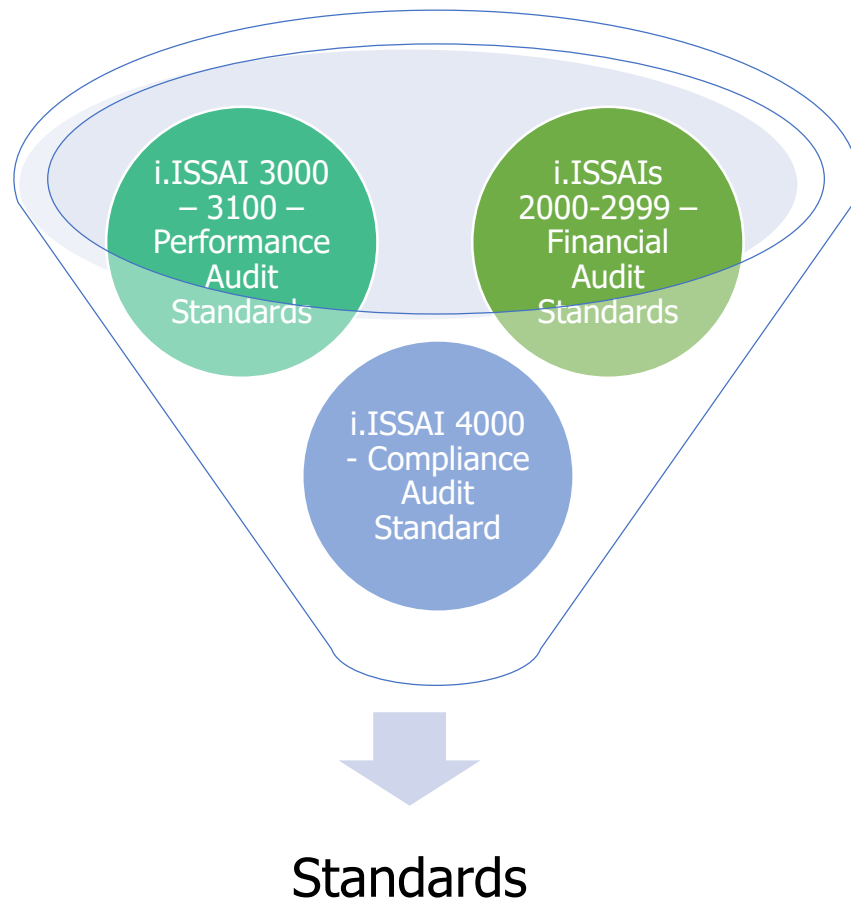 i.ISSAI 3000
– 3100 –
Performance
Audit
Standards
i.ISSAIs
2000-2999 –
Financial
Audit
Standards
i.ISSAI 4000
- Compliance
Audit
Standard
Standards